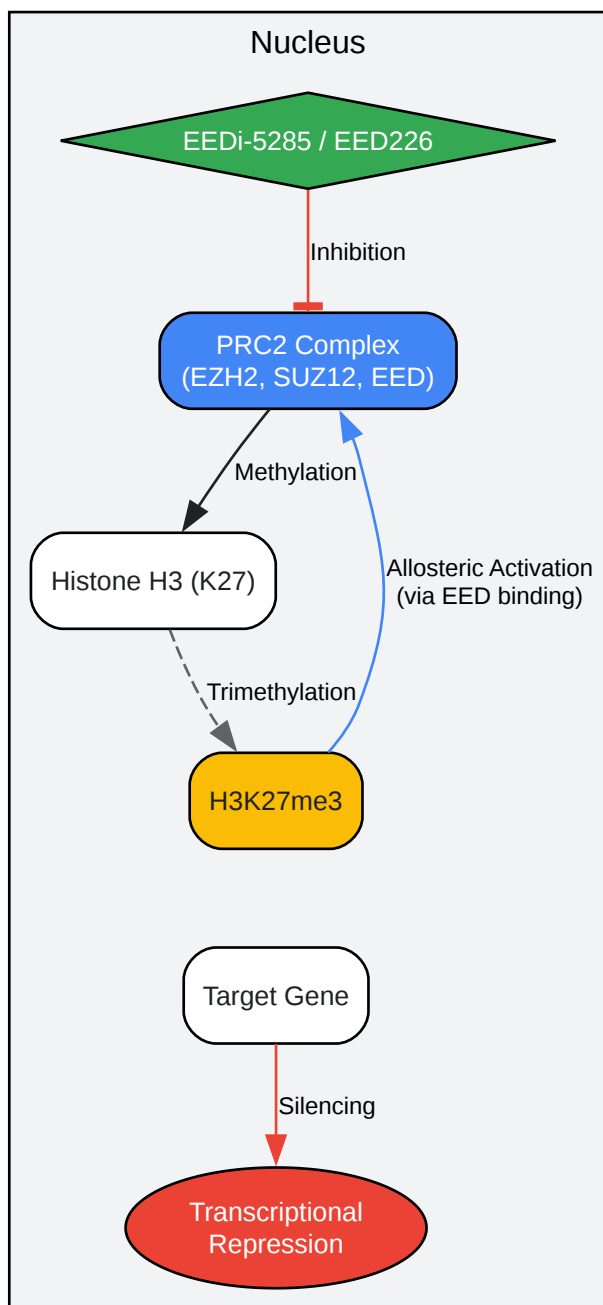 Nucleus
EEDi-5285 / EED226
Inhibition
PRC2 Complex
(EZH2, SUZ12, EED)
Methylation
Histone H3 (K27)
Allosteric Activation
(via EED binding)
Trimethylation
H3K27me3
Target Gene
Silencing
Transcriptional
Repression